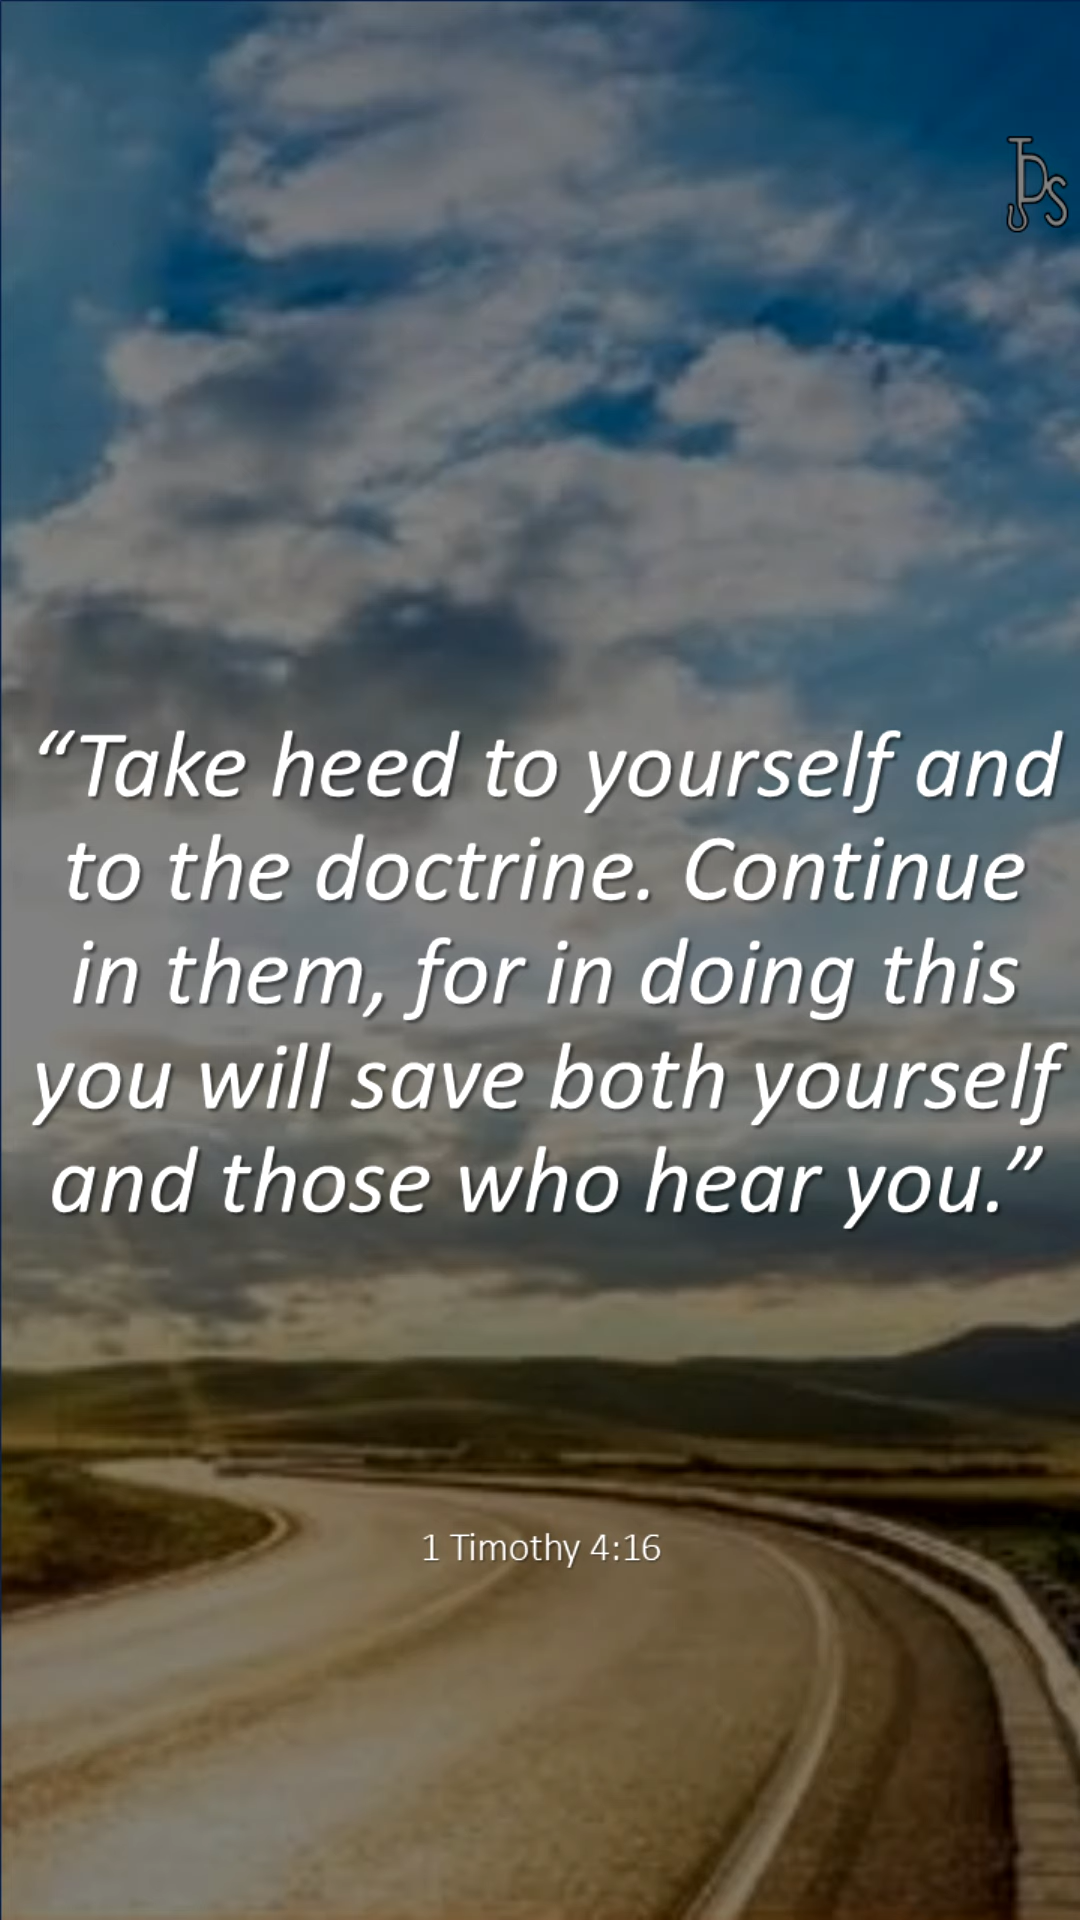 TDS
“Take heed to yourself and
to the doctrine. Continue
in them, for in doing this
you will save both yourself
and those who hear you.”
1 Timothy 4:16